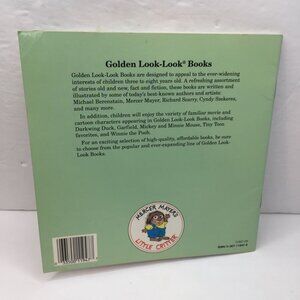 Golden Look-Look® Books
Golden Look-Look Books are designed to appeal to the ever-widening
interests of children three to eight years old. A refreshing assortment
of stories old and new, fact and fiction, these books are written and
illustrated by some of today's best-known authors and artists:
Michael Berenstain, Mercer Mayer, Richard Scarry, Cyndy Szekeres,
and many more.
In addition, children will enjoy the variety of familiar movie and
cartoon characters appearing in Golden Look-Look Books, including
Darkwing Duck, Garfield, Mickey and Minnie Mouse, Tiny Toon
favorites, and Winnie the Pooh.
For an exciting selection of high-quality, affordable books, be sure
to choose from the popular and ever-expanding line of Golden Look-
Look Books.
MERCER MAYER'S
LITTLE CRITTER